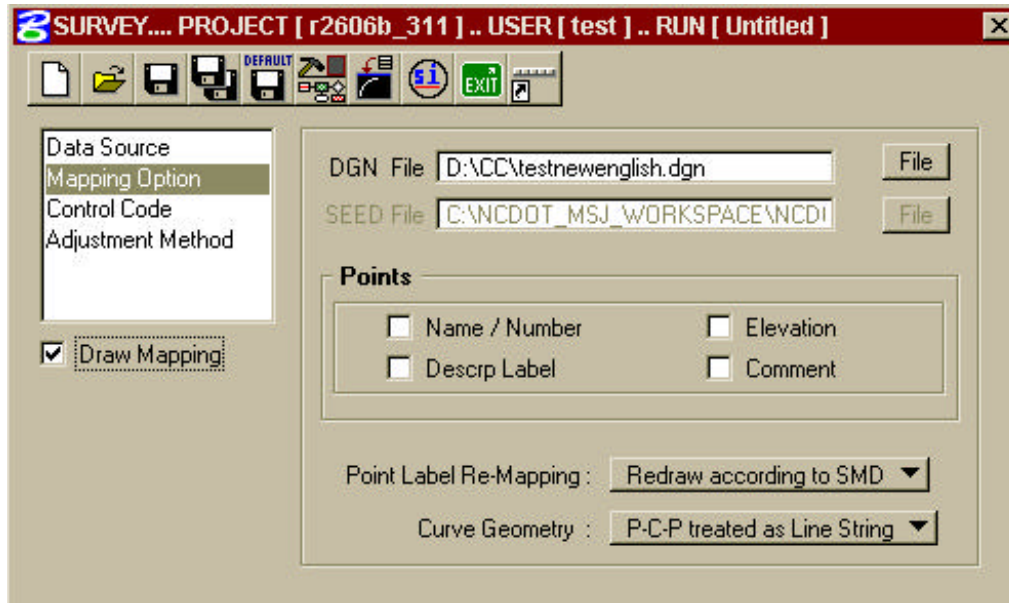 SURVEY.... PROJECT [ r2606b_311 ] .. USER [ test ] .. RUN [ Untitled ]
DEFAULT
si
EXIT
Data Source
Mapping Option
Control Code
Adjustment Method
Draw Mapping
DGN File D:\CC\testnewenglish.dgn File
SEED File C:\NCDOT_MSJ_WORKSPACE\NCD File
Points
Name / Number Elevation
Descrp Label Comment
Point Label Re-Mapping : Redraw according to SMD
Curve Geometry : P-C-P treated as Line String